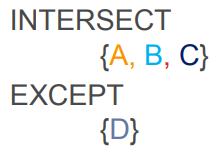 INTERSECT
{A, B, C}
EXCEPT
{D}